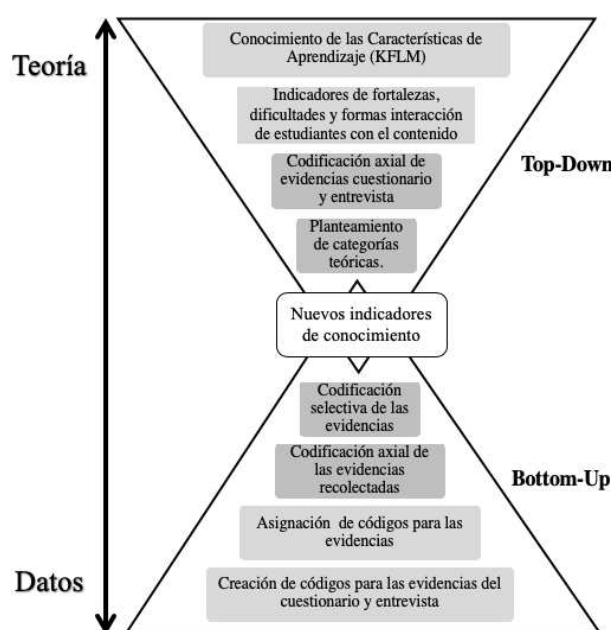 Teoría
Conocimiento de las Características de
Aprendizaje (KFLM)
Indicadores de fortalezas,
dificultades y formas interacción
de estudiantes con el contenido
Codificación axial de
evidencias cuestionario
y entrevista
Top-Down
Planteamiento
de categorías
teóricas.
Nuevos indicadores
de conocimiento
Codificación
selectiva de las
evidencias
Codificación axial de
las evidencias
recolectadas
Bottom-Up
Asignación de códigos para las
evidencias
Datos
Creación de códigos para las evidencias del
cuestionario y entrevista